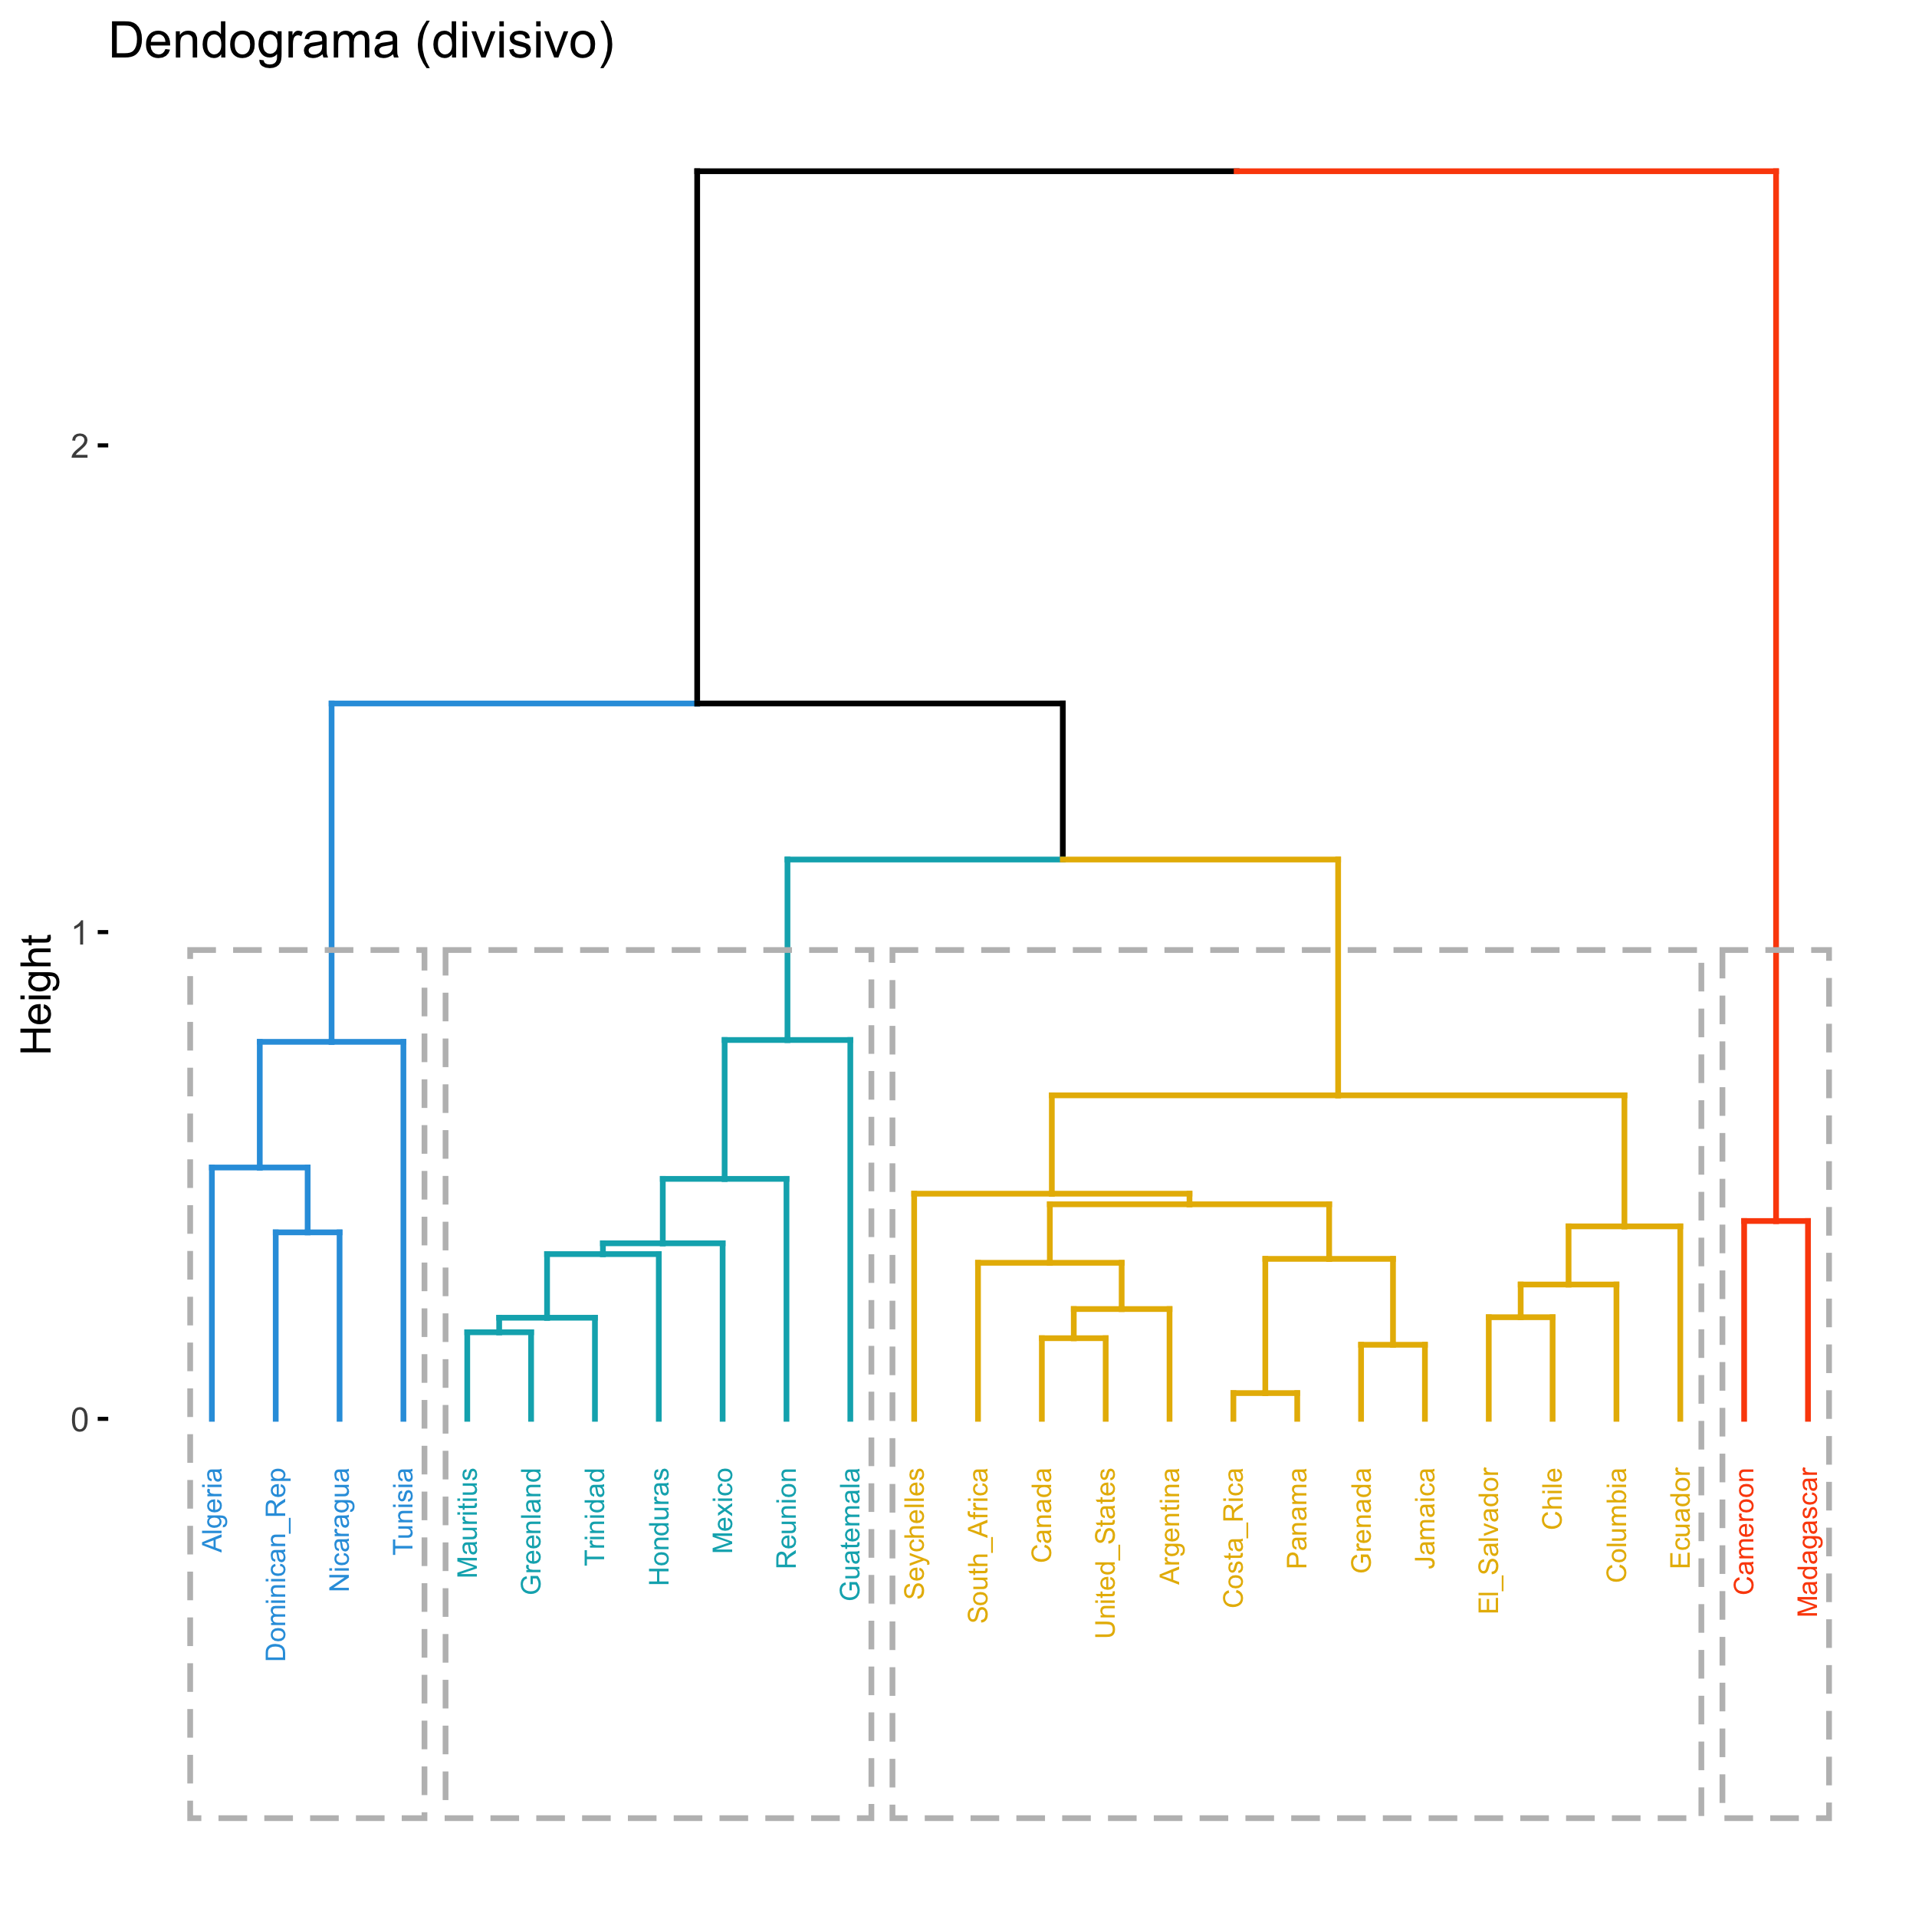 Dendograma (divisivo)
Height
2
1
0
Algeria
Dominican_Rep
Nicaragua
Tunisia
Mauritius
Greenland
Trinidad
Honduras
Mexico
Reunion
Guatemala
Seychelles
South_Africa
Canada
United_States
Argentina
Costa_Rica
Panama
Grenada
Jamaica
El_Salvador
Chile
Columbia
Ecuador
Cameroon
Madagascar